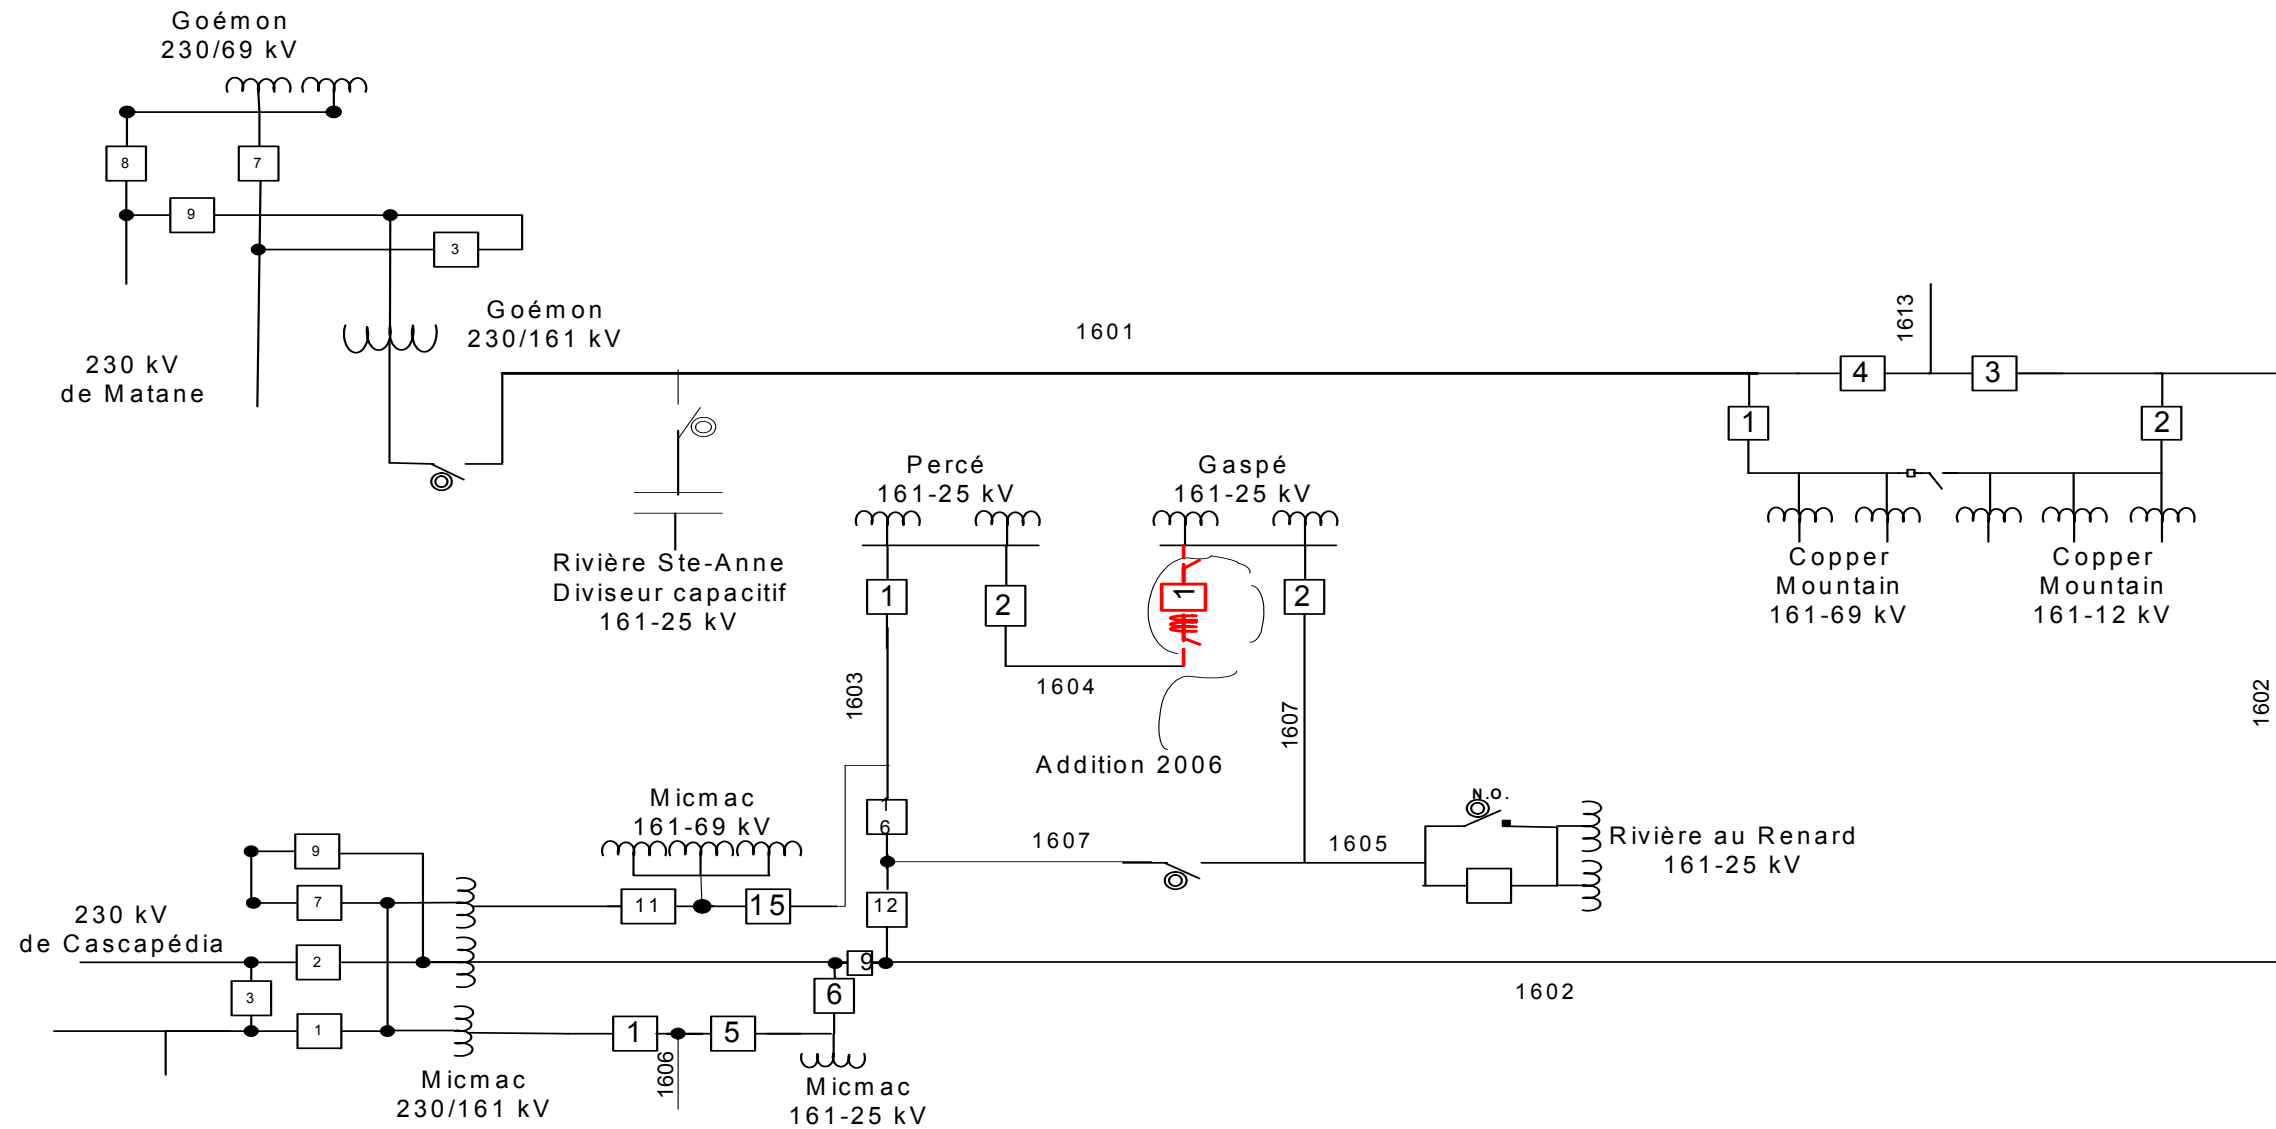 Goémon
230/69 kV
8
7
9
3
Goémon
230/161 kV
230 kV
de Matane
1601
1613
4
3
1
2
Percé
161-25 kV
Gaspé
161-25 kV
Rivière Ste-Anne
Diviseur capacitif
161-25 kV
1
2
1
2
Copper
Mountain
161-69 kV
Copper
Mountain
161-12 kV
1603
1604
1607
1602
Addition 2006
Micmac
161-69 kV
1
6
1607
1605
N.O.
Rivière au Renard
161-25 kV
9
7
11
15
12
230 kV
de Cascapédia
2
9
3
6
1602
1
1
5
1606
Micmac
230/161 kV
Micmac
161-25 kV